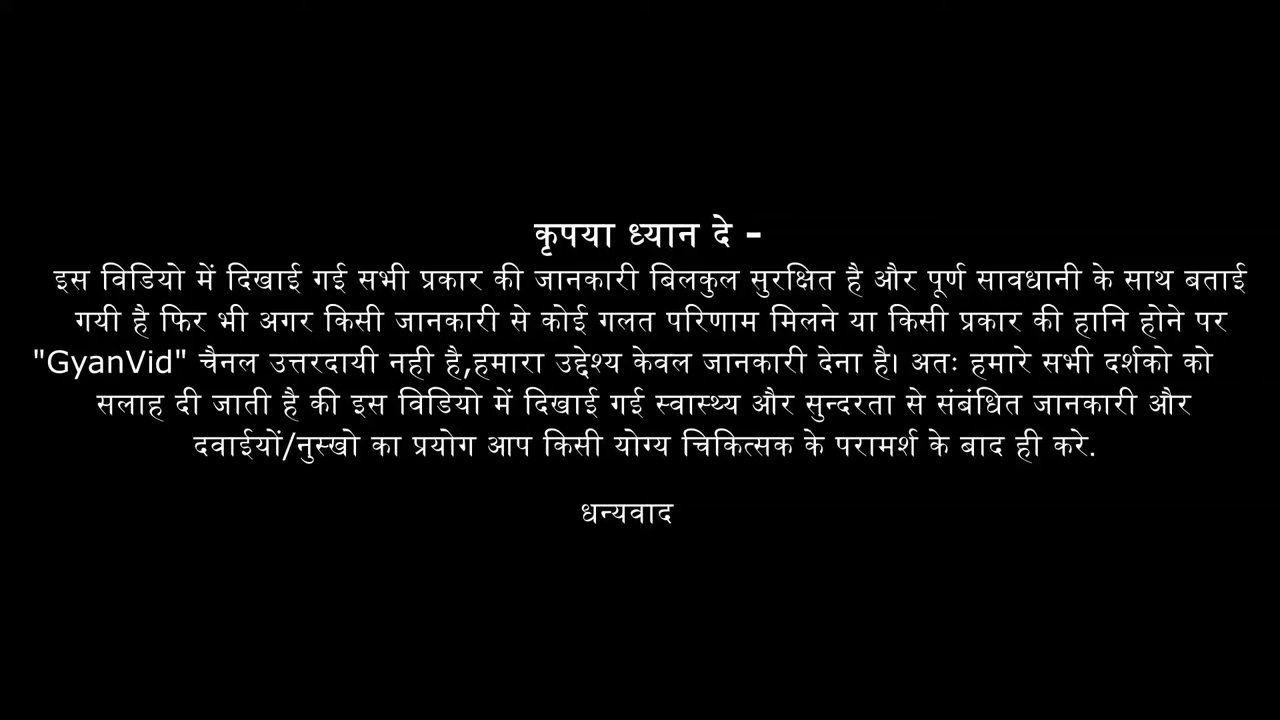 कृपया ध्यान दे -
इस विडियो में दिखाई गई सभी प्रकार की जानकारी बिलकुल सुरक्षित है और पूर्ण सावधानी के साथ बताई
गयी है फिर भी अगर किसी जानकारी से कोई गलत परिणाम मिलने या किसी प्रकार की हानि होने पर
"GyanVid" चैनल उत्तरदायी नही है,हमारा उद्देश्य केवल जानकारी देना है। अतः हमारे सभी दर्शको को
सलाह दी जाती है की इस विडियो में दिखाई गई स्वास्थ्य और सुन्दरता से संबंधित जानकारी और
दवाईयों/नुस्खो का प्रयोग आप किसी योग्य चिकित्सक के परामर्श के बाद ही करे.
धन्यवाद